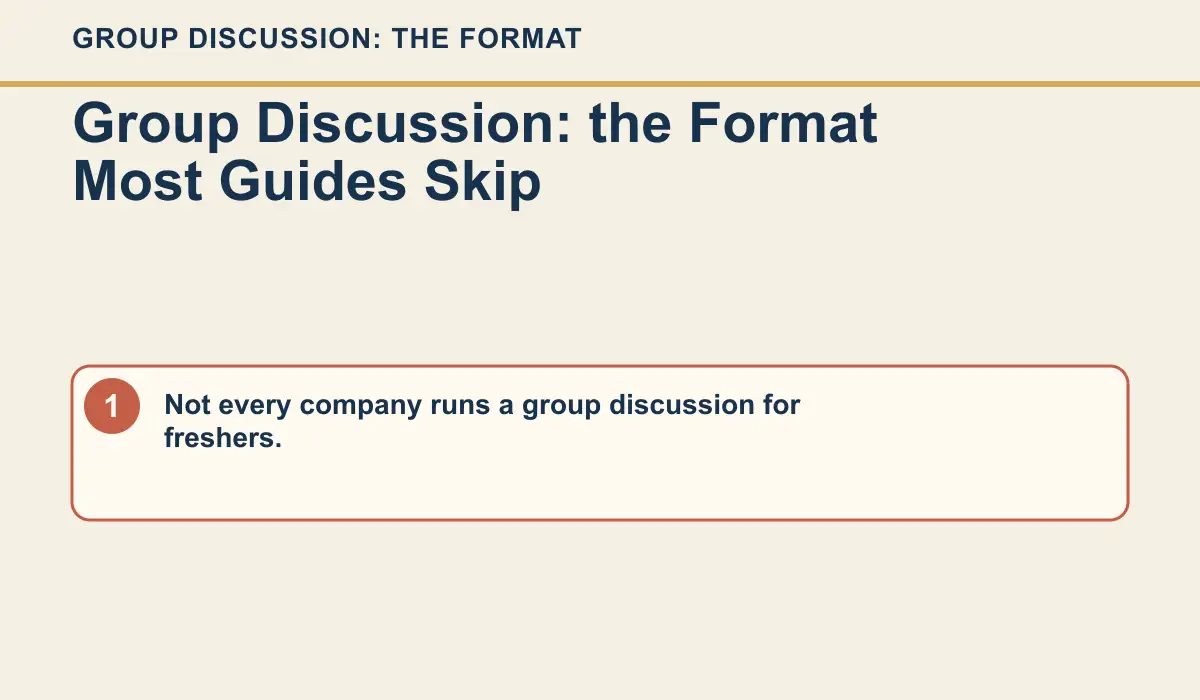 GROUP DISCUSSION: THE FORMAT
Group Discussion: the Format
Most Guides Skip
1
Not every company runs a group discussion for
freshers.